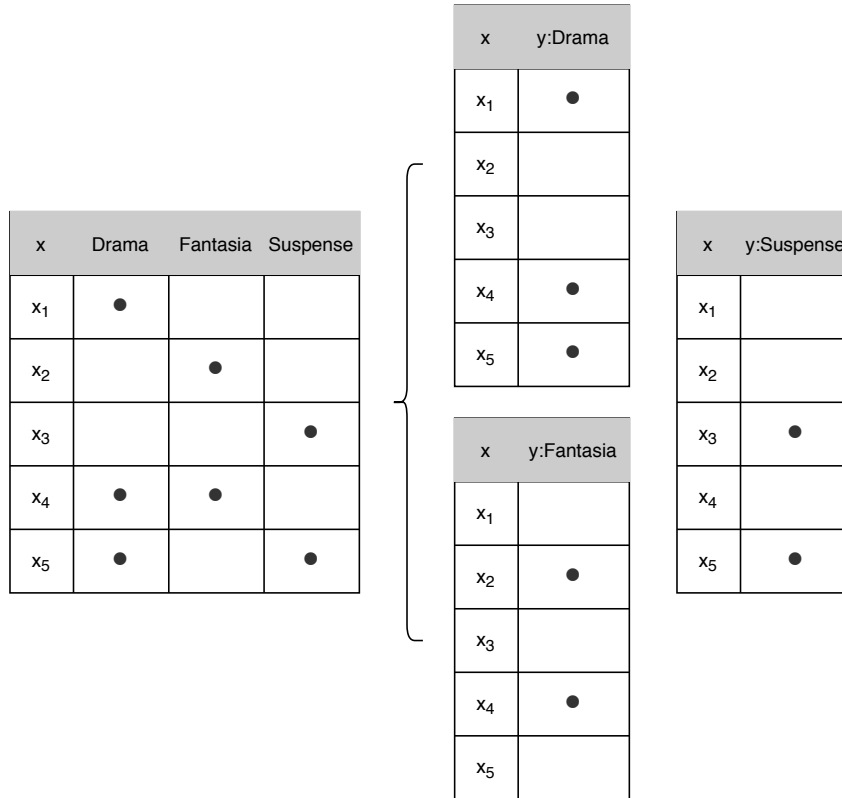 x Drama Fantasia Suspense
x₁
x₂
x₃
x₄
x₅
x y:Drama
x₁
x₂
x₃
x₄
x₅
x y:Fantasia
x₁
x₂
x₃
x₄
x₅
x y:Suspense
x₁
x₂
x₃
x₄
x₅